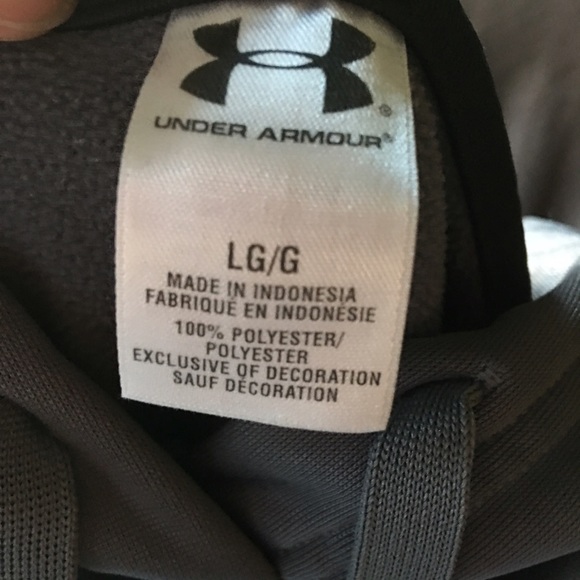 UNDER ARMOUR®
LG/G
MADE IN INDONESIA
FABRIQUÉ EN INDONÉSIE
100% POLYESTER/
POLYESTER
EXCLUSIVE OF DECORATION
SAUF DÉCORATION